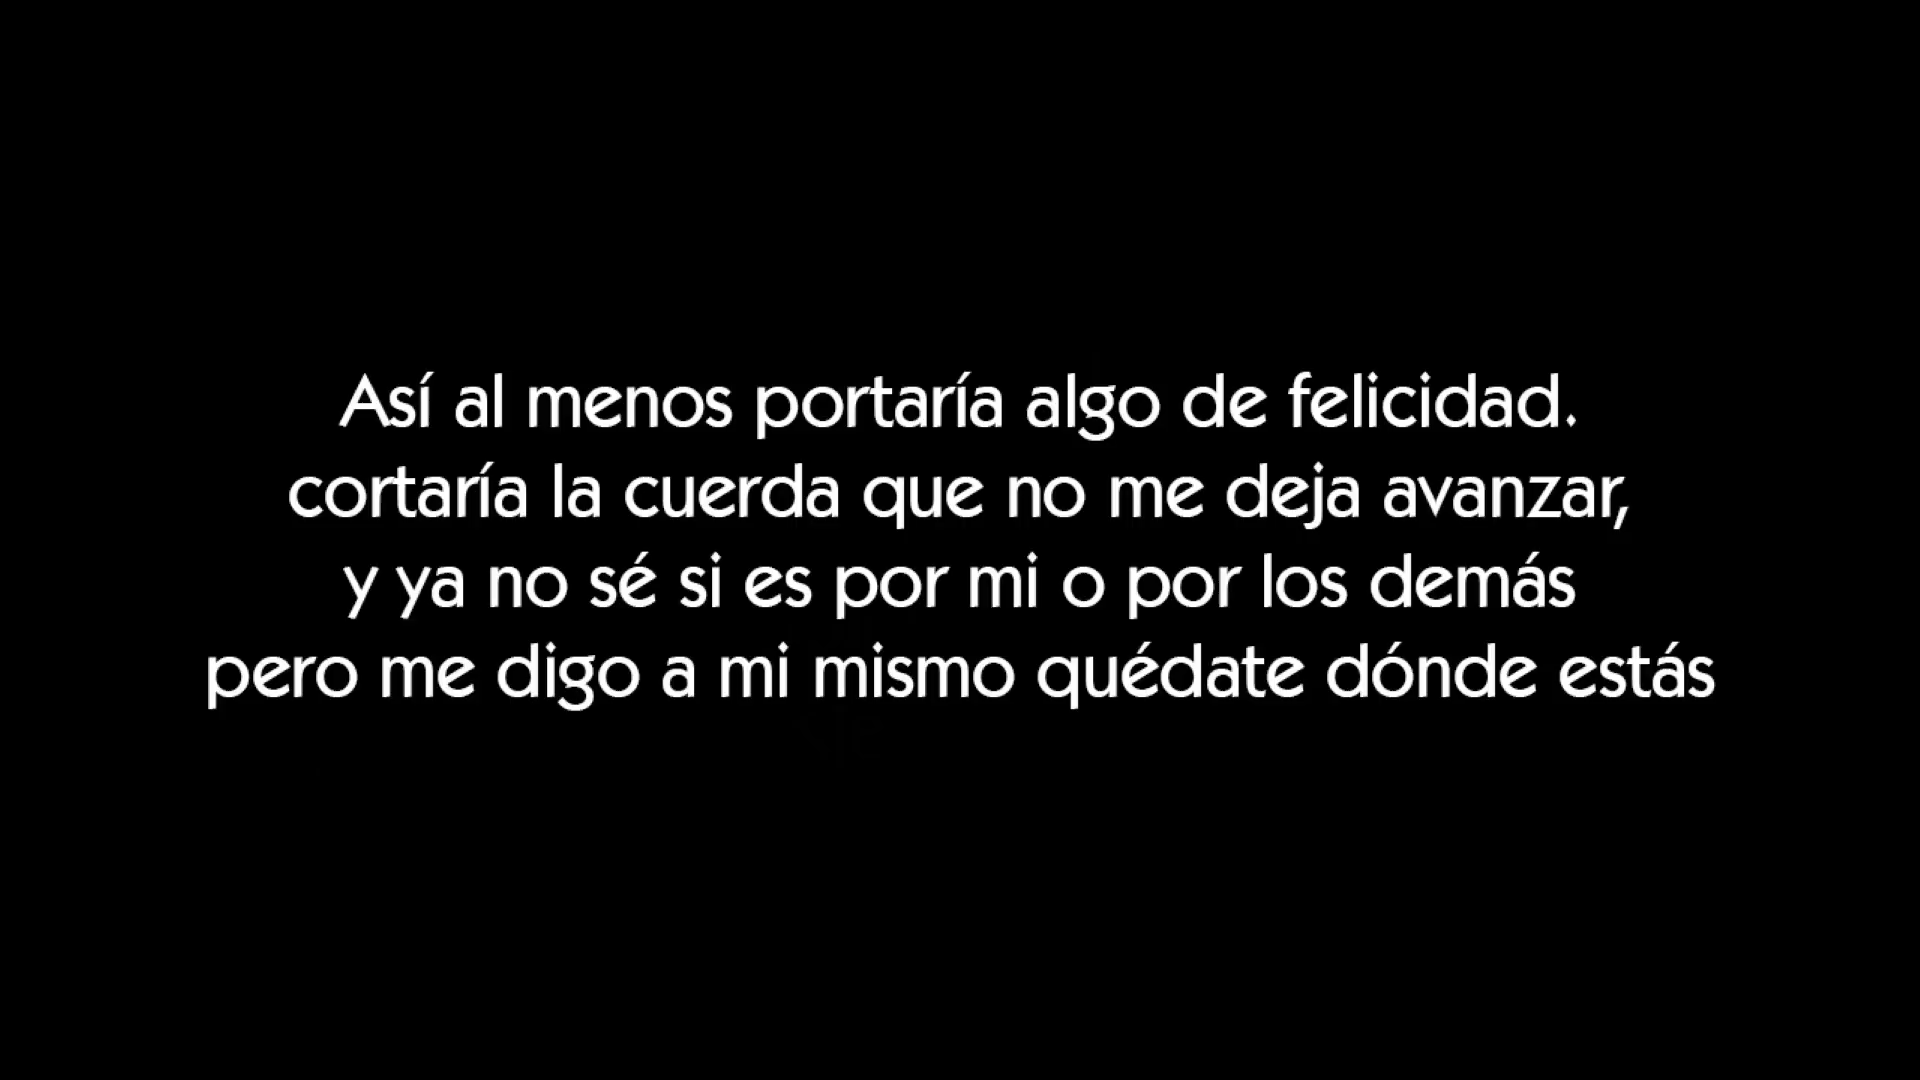 Así al menos portaría algo de felicidad.
cortaría la cuerda que no me deja avanzar,
y ya no sé si es por mi o por los demás
pero me digo a mi mismo quédate dónde estás